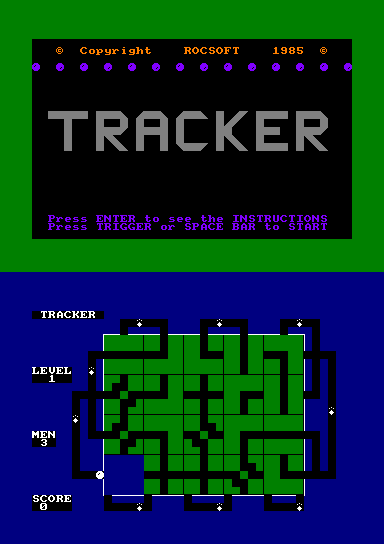 © Copyright ROCSOFT 1985 ©
TRACKER
Press ENTER to see the INSTRUCTIONS
Press TRIGGER or SPACE BAR to START
TRACKER
LEVEL
1
MEN
3
SCORE
0